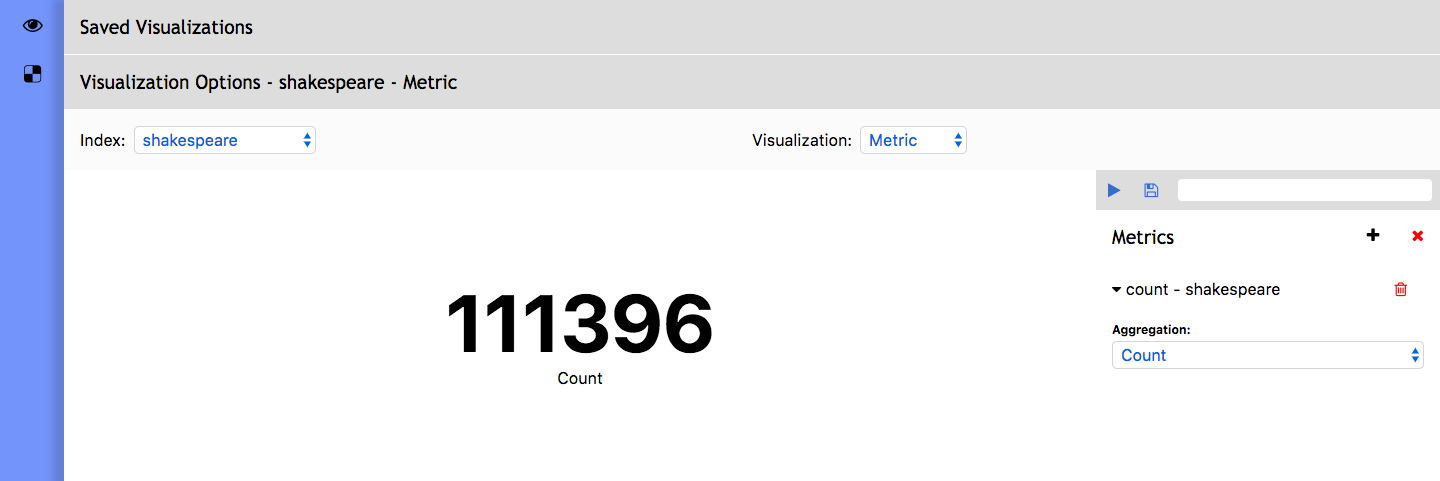 Saved Visualizations
Visualization Options - shakespeare - Metric
Index: shakespeare Visualization: Metric
Metrics
count - shakespeare
Aggregation:
Count
111396
Count